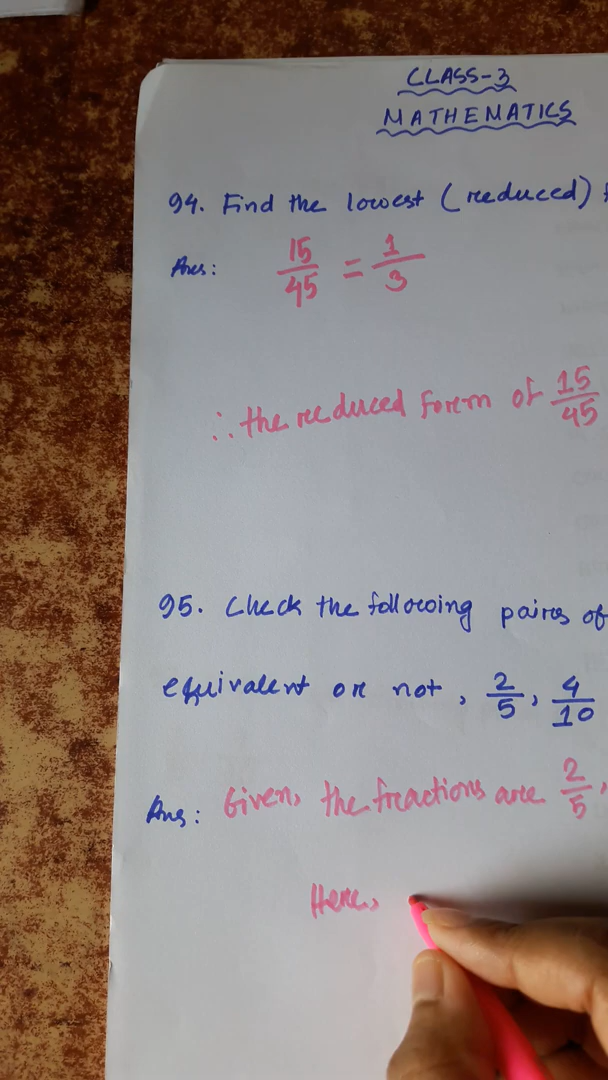 CLASS-3
MATHEMATICS
94. Find the lowest (reduced)
Ans: 15/45 = 1/3
∴ the reduced form of 15/45
95. Check the following pairs of
equivalent or not, 2/5, 4/10
Ans: Given, the fractions are 2/5,
Here,